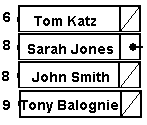 6 Tom Katz
8 Sarah Jones
8 John Smith
9 Tony Balognie